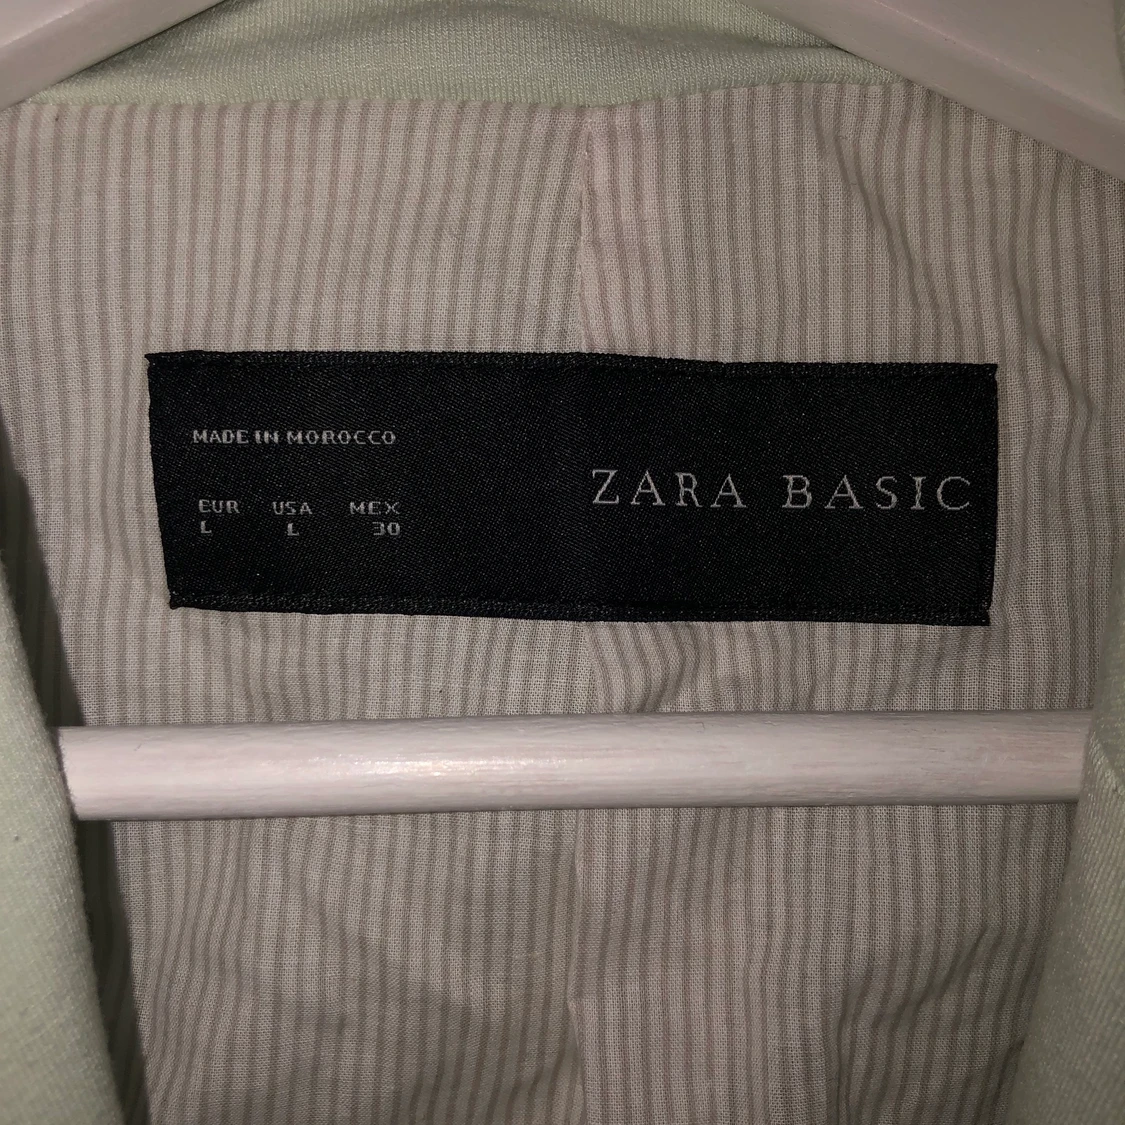 MADE IN MOROCCO
EUR USA MEX
L L 30
ZARA BASIC